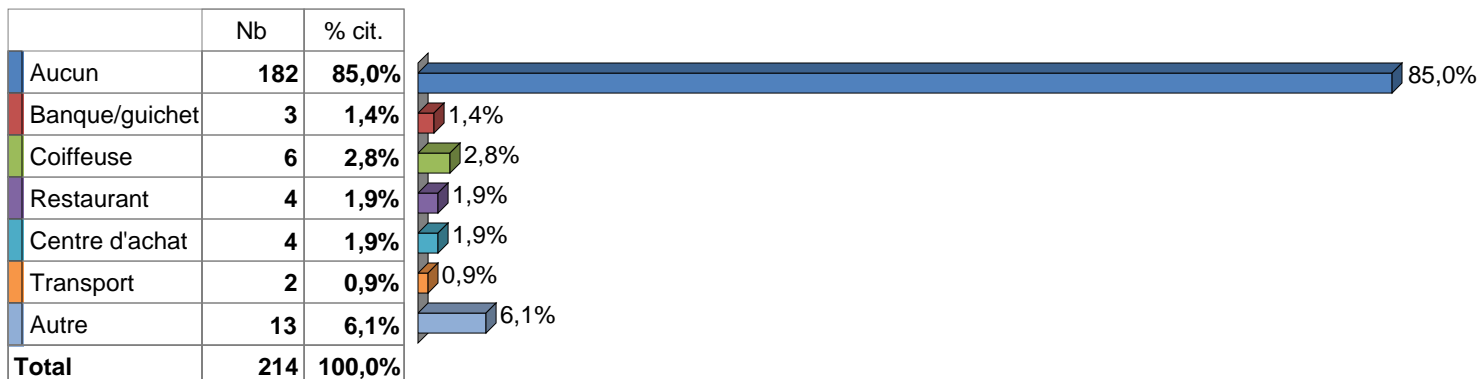 Nb % cit.
Aucun 182 85,0% 85,0%
Banque/guichet 3 1,4% 1,4%
Coiffeuse 6 2,8% 2,8%
Restaurant 4 1,9% 1,9%
Centre d'achat 4 1,9% 1,9%
Transport 2 0,9% 0,9%
Autre 13 6,1% 6,1%
Total 214 100,0%